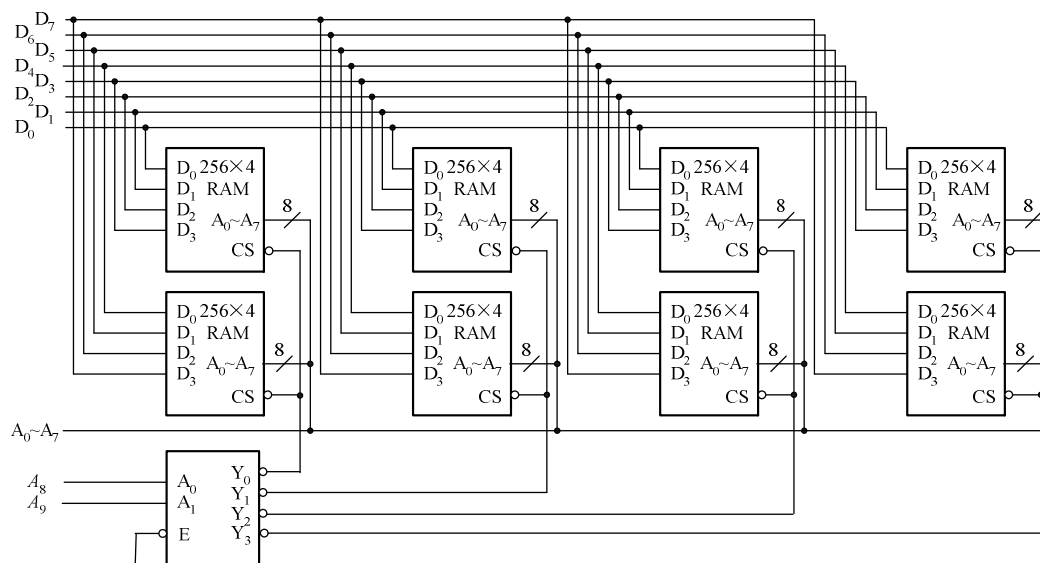 D7
D6
D5
D4 D3
D2 D1
D0
D0 256×4
D1 RAM
D2
D3 A0~A7
8
CS
D0 256×4
D1 RAM
D2
D3 A0~A7
8
CS
D0 256×4
D1 RAM
D2
D3 A0~A7
8
CS
D0 256×4
D1 RAM
D2
D3 A0~A7
8
CS
D0 256×4
D1 RAM
D2
D3 A0~A7
8
CS
D0 256×4
D1 RAM
D2
D3 A0~A7
8
CS
D0 256×4
D1 RAM
D2
D3 A0~A7
8
CS
D0 256×4
D1 RAM
D2
D3 A0~A7
8
CS
A0~A7
A8
A9
A0 Y0
A1 Y1
Y2
E Y3